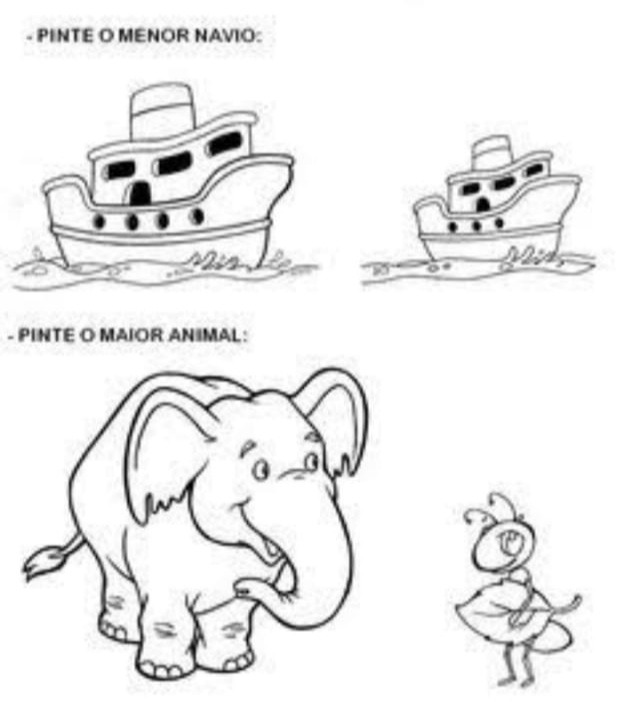 - PINTE O MENOR NAVIO:
- PINTE O MAIOR ANIMAL: